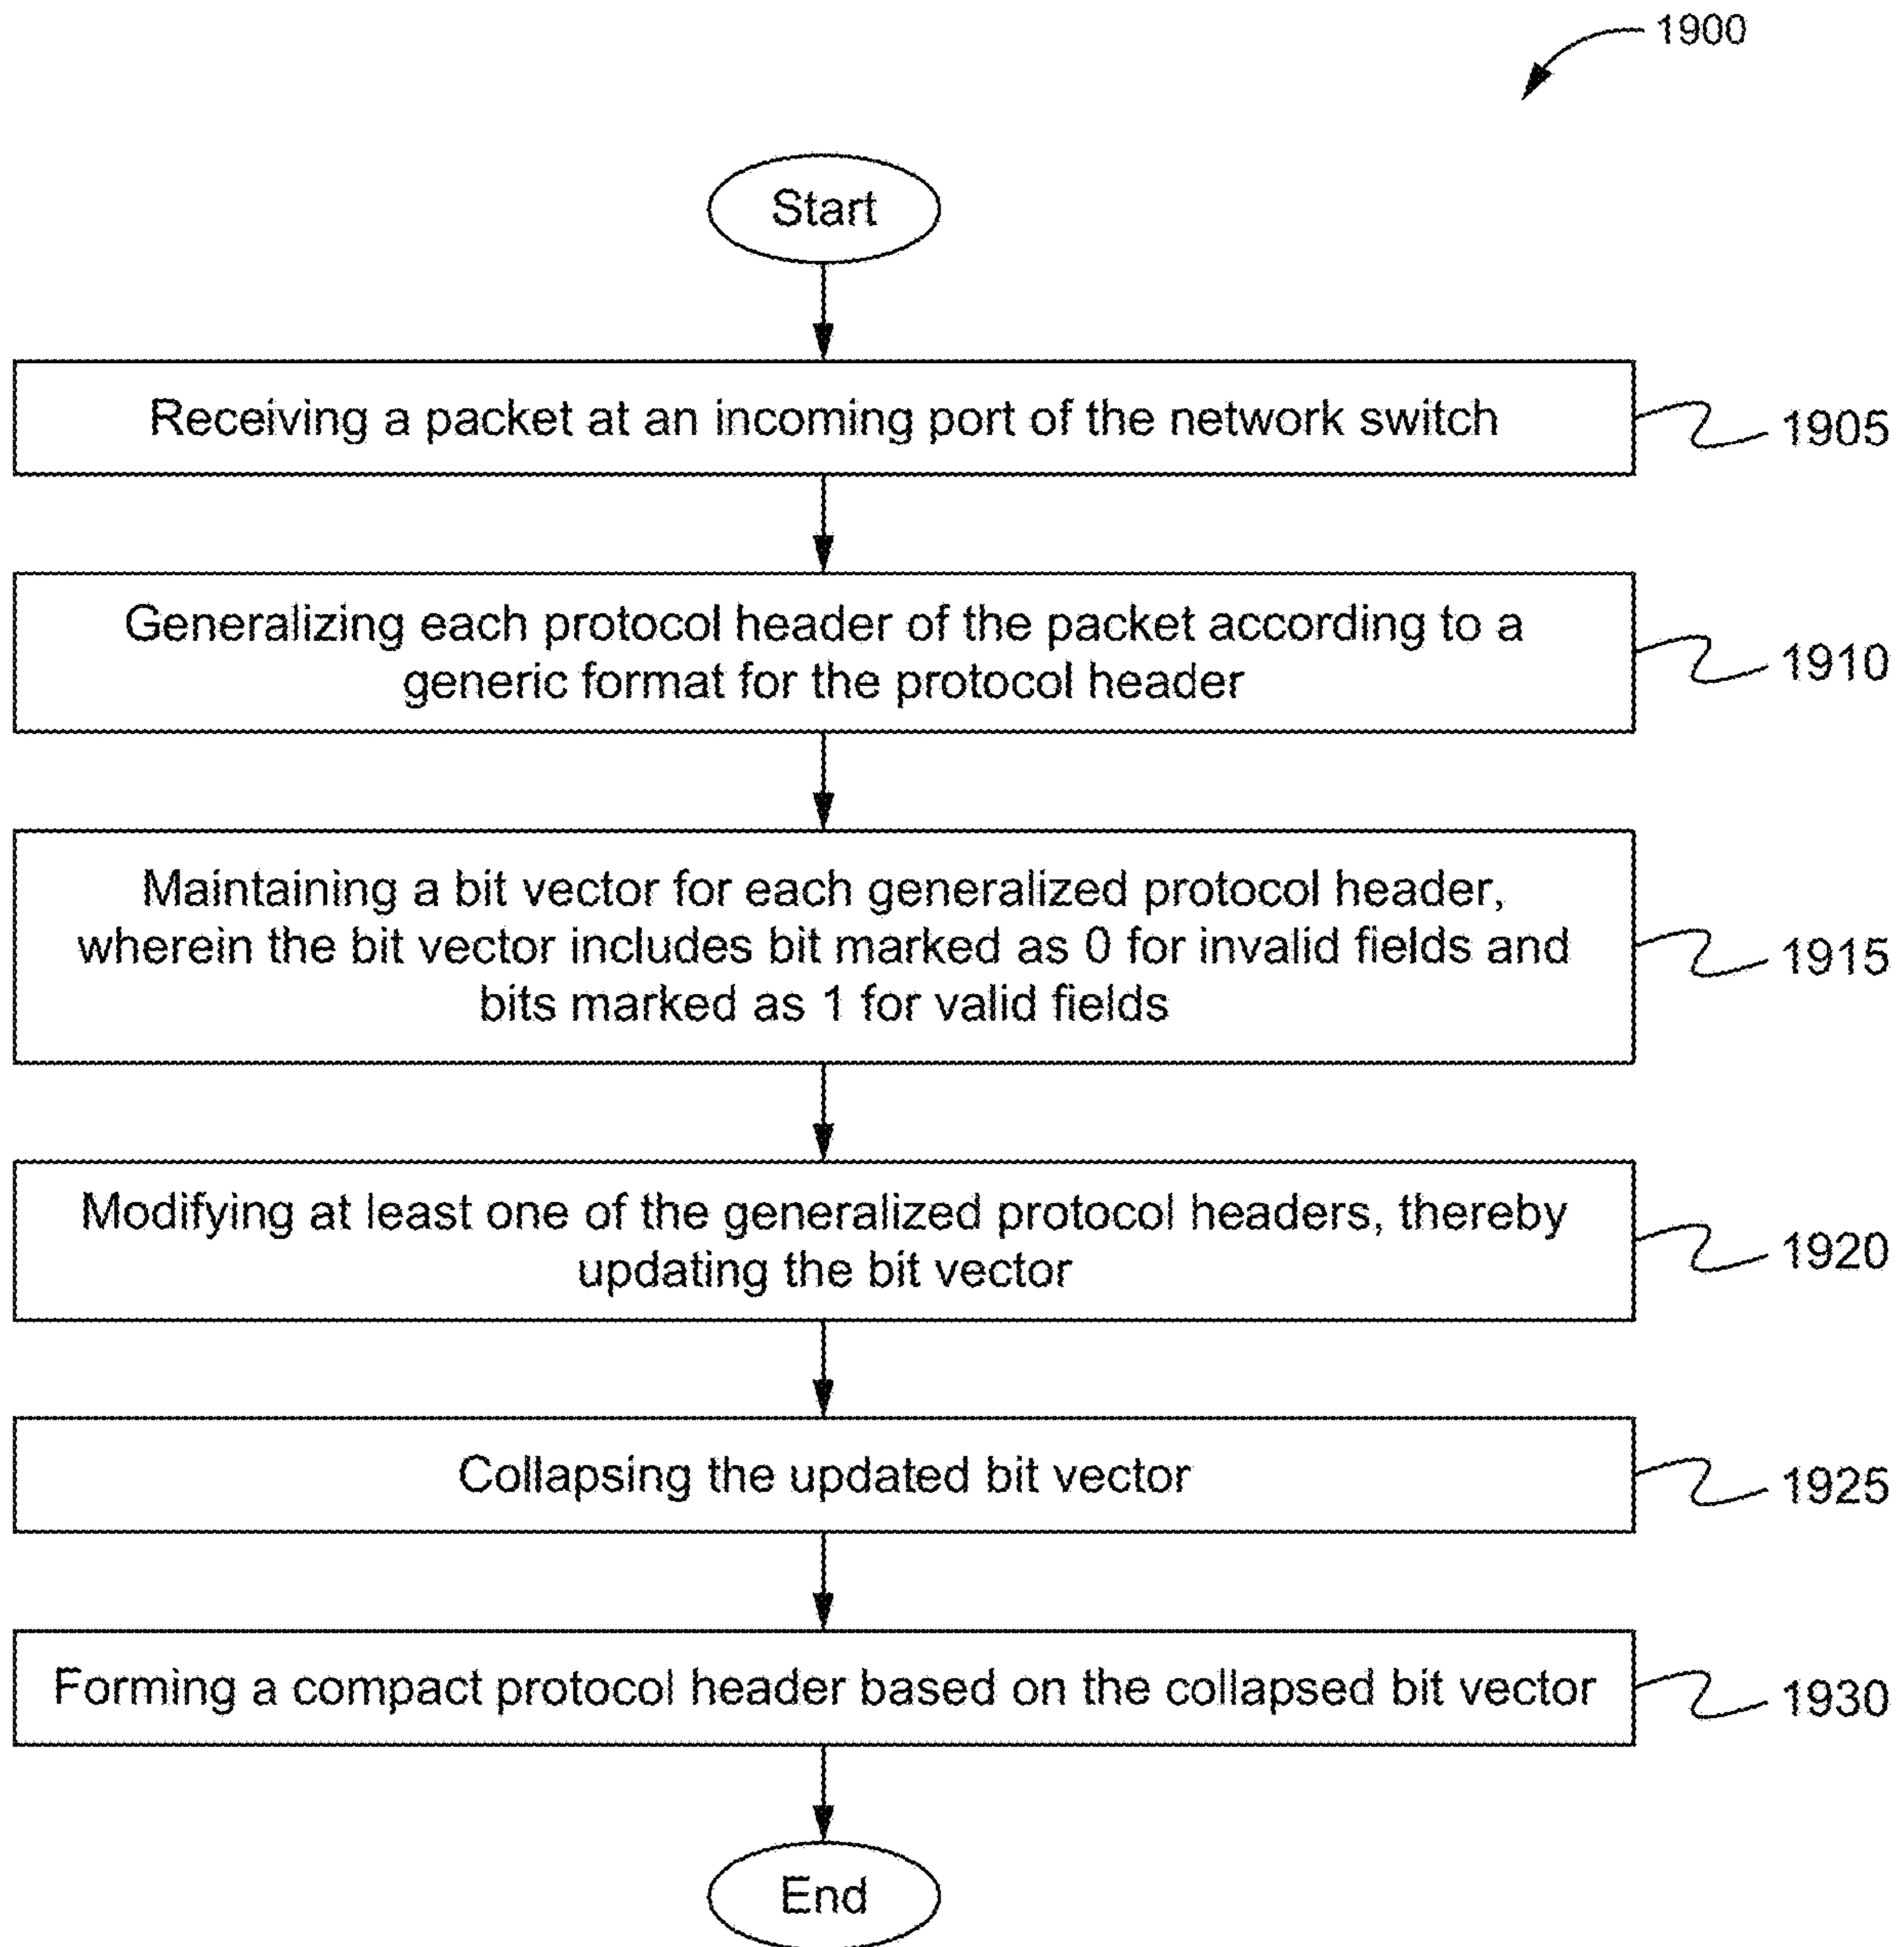 1900
Start
Receiving a packet at an incoming port of the network switch
1905
Generalizing each protocol header of the packet according to a
generic format for the protocol header
1910
Maintaining a bit vector for each generalized protocol header,
wherein the bit vector includes bit marked as 0 for invalid fields and
bits marked as 1 for valid fields
1915
Modifying at least one of the generalized protocol headers, thereby
updating the bit vector
1920
Collapsing the updated bit vector
1925
Forming a compact protocol header based on the collapsed bit vector
1930
End